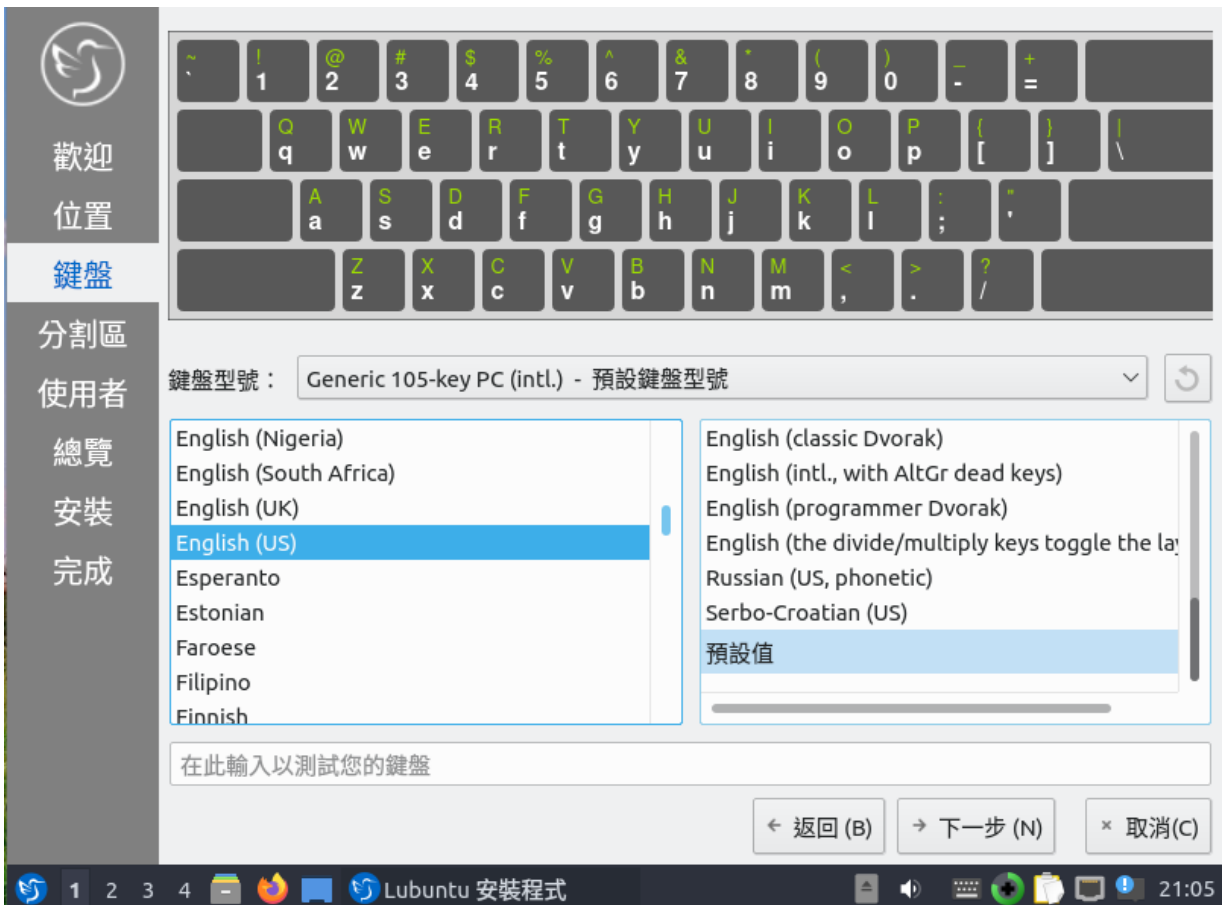 歡迎
位置
鍵盤
分割區
使用者
總覽
安裝
完成
~ ! @ # $ % ^ & * ( ) _ +
` 1 2 3 4 5 6 7 8 9 0 - =
Q W E R T Y U I O P { } |
q w e r t y u i o p [ ] \
A S D F G H J K L : "
a s d f g h j k l ; '
Z X C V B N M < > ?
z x c v b n m , . /
鍵盤型號： Generic 105-key PC (intl.) - 預設鍵盤型號
English (Nigeria)
English (South Africa)
English (UK)
English (US)
Esperanto
Estonian
Faroese
Filipino
Finnish
English (classic Dvorak)
English (intl., with AltGr dead keys)
English (programmer Dvorak)
English (the divide/multiply keys toggle the
Russian (US, phonetic)
Serbo-Croatian (US)
預設值
在此輸入以測試您的鍵盤
返回 (B) 下一步 (N) 取消(C)
1 2 3 4 Lubuntu 安裝程式 21:05